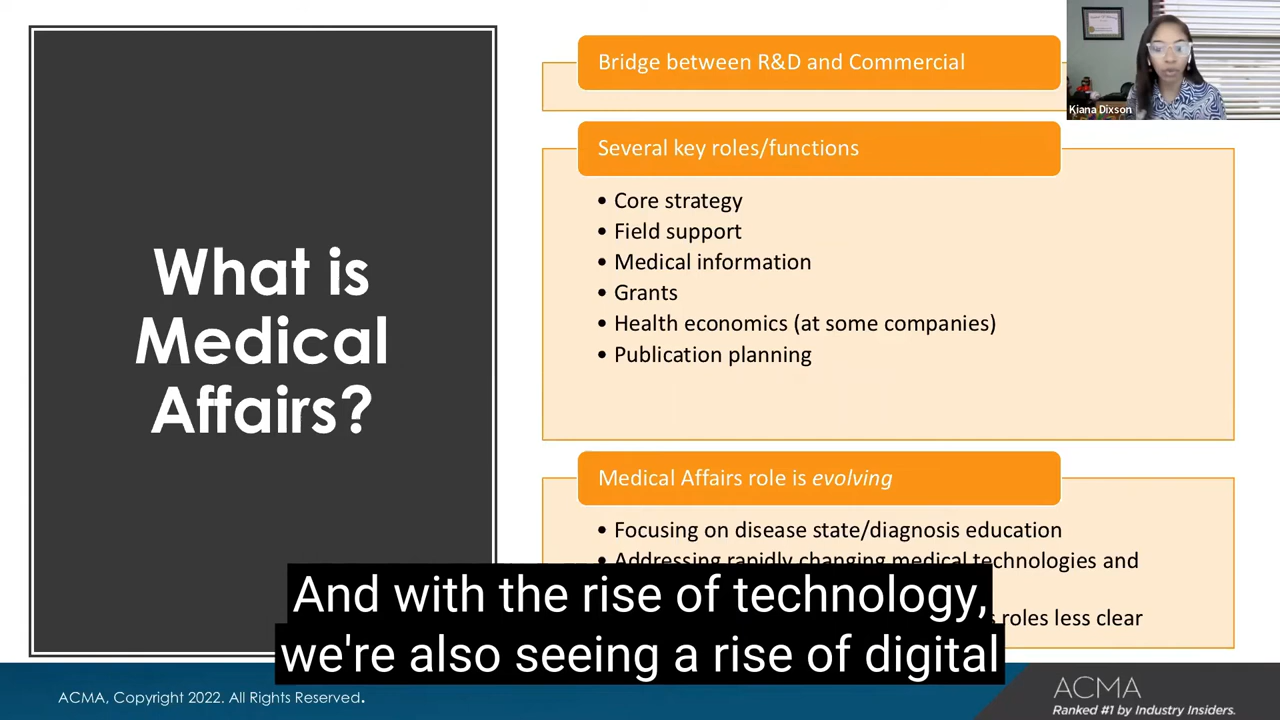 What is
Medical
Affairs?
Bridge between R&D and Commercial
Several key roles/functions
• Core strategy
• Field support
• Medical information
• Grants
• Health economics (at some companies)
• Publication planning
Medical Affairs role is evolving
• Focusing on disease state/diagnosis education
• Addressing rapidly changing medical technologies and
roles less clear
And with the rise of technology,
we're also seeing a rise of digital
Kiana Dixson
ACMA, Copyright 2022. All Rights Reserved.
ACMA
Ranked #1 by Industry Insiders.